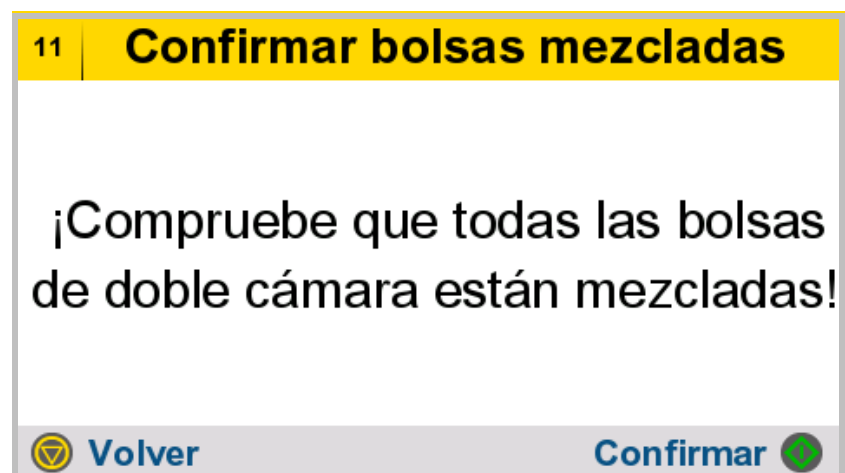 11 Confirmar bolsas mezcladas
¡Compruebe que todas las bolsas
de doble cámara están mezcladas!
Volver Confirmar